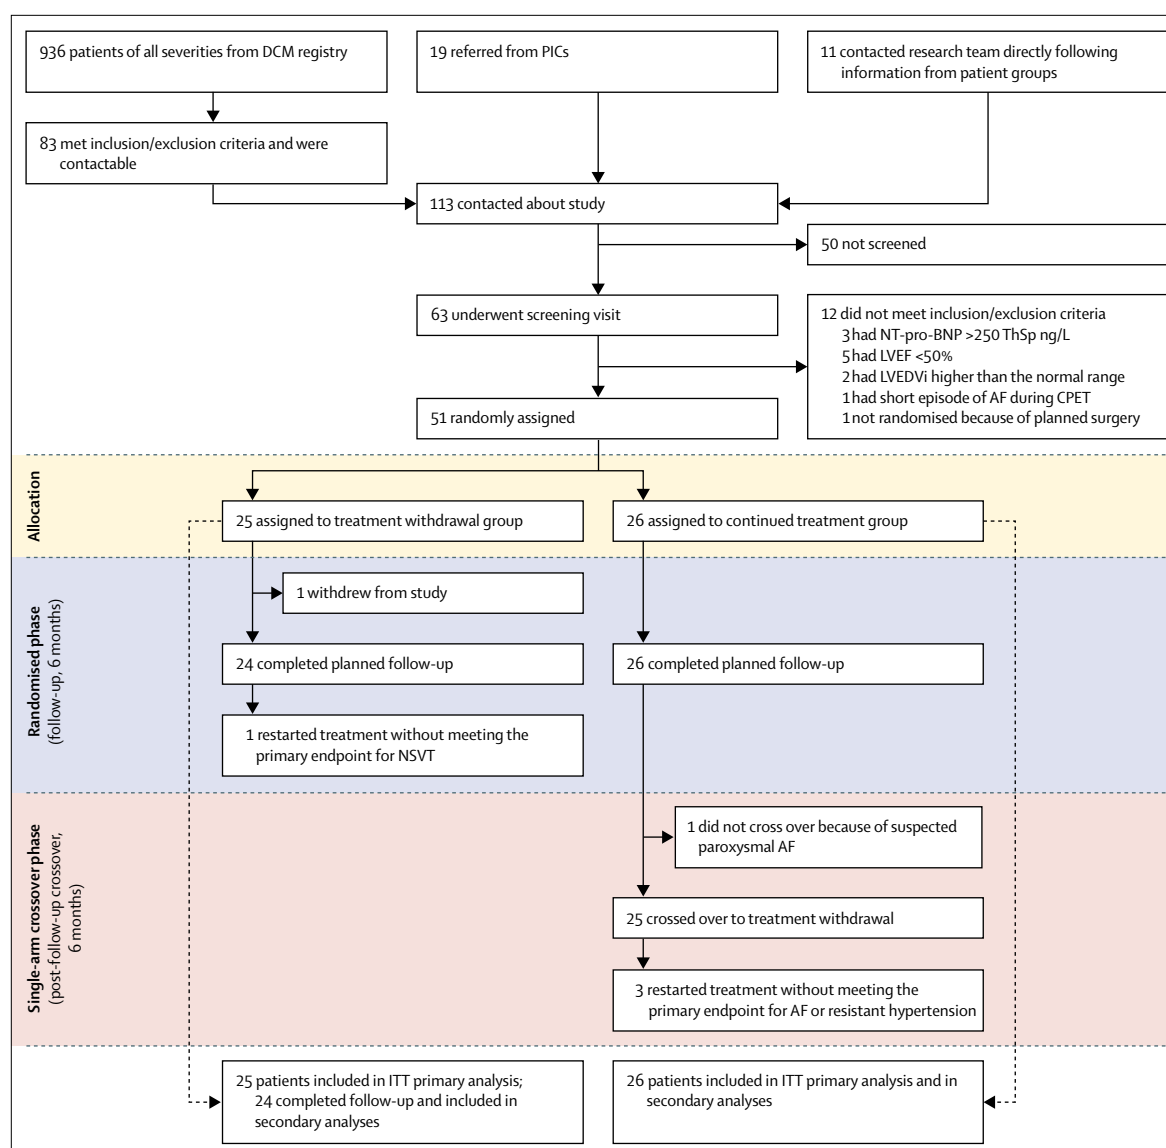 936 patients of all severities from DCM registry
19 referred from PICs
11 contacted research team directly following
information from patient groups
83 met inclusion/exclusion criteria and were
contactable
113 contacted about study
50 not screened
63 underwent screening visit
12 did not meet inclusion/exclusion criteria
3 had NT-pro-BNP >250 ThSp ng/L
5 had LVEF <50%
2 had LVEDVi higher than the normal range
1 had short episode of AF during CPET
1 not randomised because of planned surgery
51 randomly assigned
Allocation
25 assigned to treatment withdrawal group
26 assigned to continued treatment group
Randomised phase
(follow-up, 6 months)
1 withdrew from study
24 completed planned follow-up
26 completed planned follow-up
1 restarted treatment without meeting the
primary endpoint for NSVT
Single-arm crossover phase
(post-follow-up crossover,
6 months)
1 did not cross over because of suspected
paroxysmal AF
25 crossed over to treatment withdrawal
3 restarted treatment without meeting the
primary endpoint for AF or resistant hypertension
25 patients included in ITT primary analysis;
24 completed follow-up and included in
secondary analyses
26 patients included in ITT primary analysis and in
secondary analyses